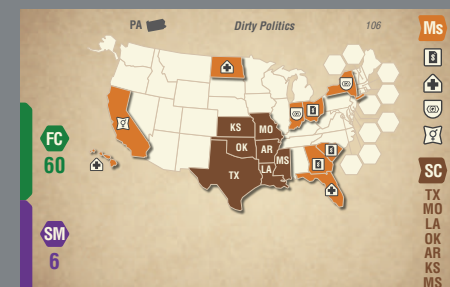 PA
Dirty Politics
106
Ms
FC
60
SM
6
KS
MO
OK
AR
TX
LA
MS
SC
TX
MO
LA
OK
AR
KS
MS